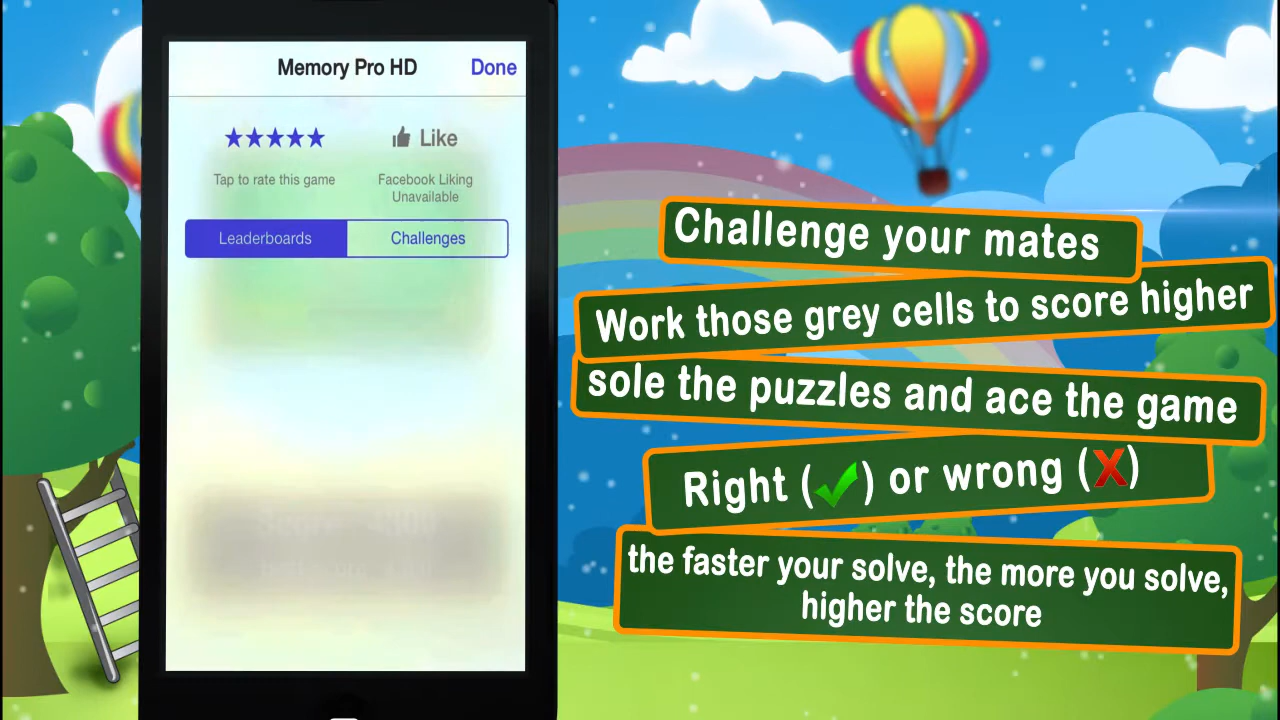 Memory Pro HD
Done
★★★★★
Like
Tap to rate this game
Facebook Liking
Unavailable
Leaderboards
Challenges
Challenge your mates
Work those grey cells to score higher
sole the puzzles and ace the game
Right (✓) or wrong (X)
the faster your solve, the more you solve,
higher the score